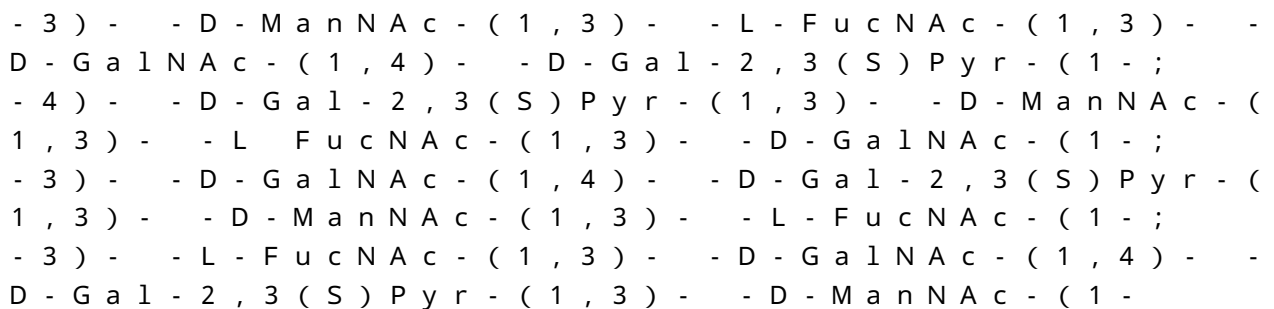 -3)- -D-ManNAc-(1,3)- -L-FucNAc-(1,3)- -
D-GalNAc-(1,4)- -D-Gal-2,3(S)Pyr-(1-;
-4)- -D-Gal-2,3(S)Pyr-(1,3)- -D-ManNAc-(
1,3)- -L FucNAc-(1,3)- -D-GalNAc-(1-;
-3)- -D-GalNAc-(1,4)- -D-Gal-2,3(S)Pyr-(
1,3)- -D-ManNAc-(1,3)- -L-FucNAc-(1-;
-3)- -L-FucNAc-(1,3)- -D-GalNAc-(1,4)- -
D-Gal-2,3(S)Pyr-(1,3)- -D-ManNAc-(1-